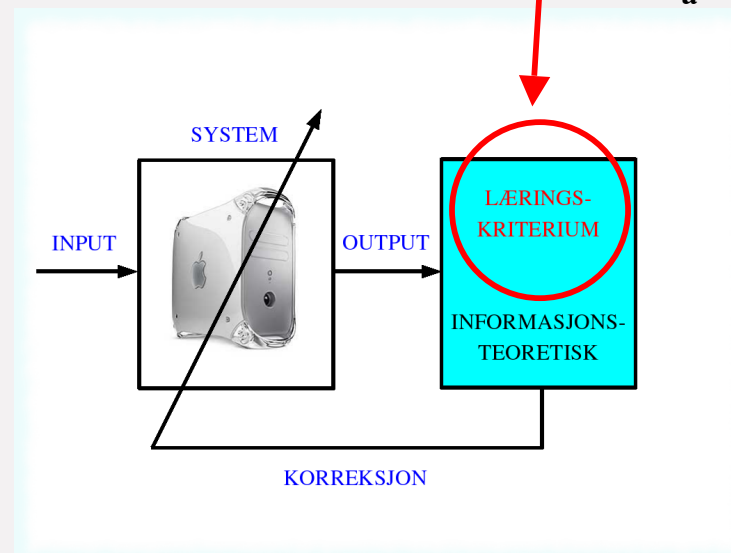 SYSTEM
INPUT
OUTPUT
LÆRINGS-
KRITERIUM
INFORMASJONS-
TEORETISK
KORREKSJON